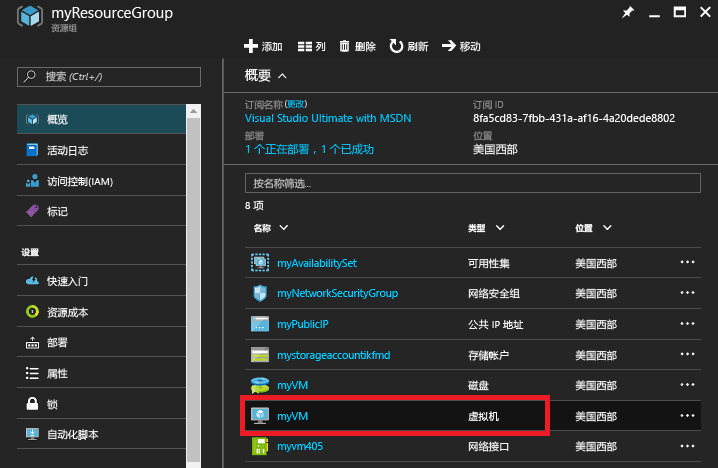 myResourceGroup
资源组
添加 列 删除 刷新 移动
搜索 (Ctrl+/)
概览
活动日志
访问控制(IAM)
标记
设置
快速入门
资源成本
部署
属性
锁
自动化脚本
概要
订阅名称 (更改) 订阅 ID
Visual Studio Ultimate with MSDN 8fa5cd83-7fbb-431a-af16-4a20dede8802
部署 位置
1 个正在部署，1 个已成功 美国西部
按名称筛选...
8 项
名称 类型 位置
myAvailabilitySet 可用性集 美国西部
myNetworkSecurityGroup 网络安全组 美国西部
myPublicIP 公共 IP 地址 美国西部
mystorageaccountikfmd 存储帐户 美国西部
myVM 磁盘 美国西部
myVM 虚拟机 美国西部
myvm405 网络接口 美国西部